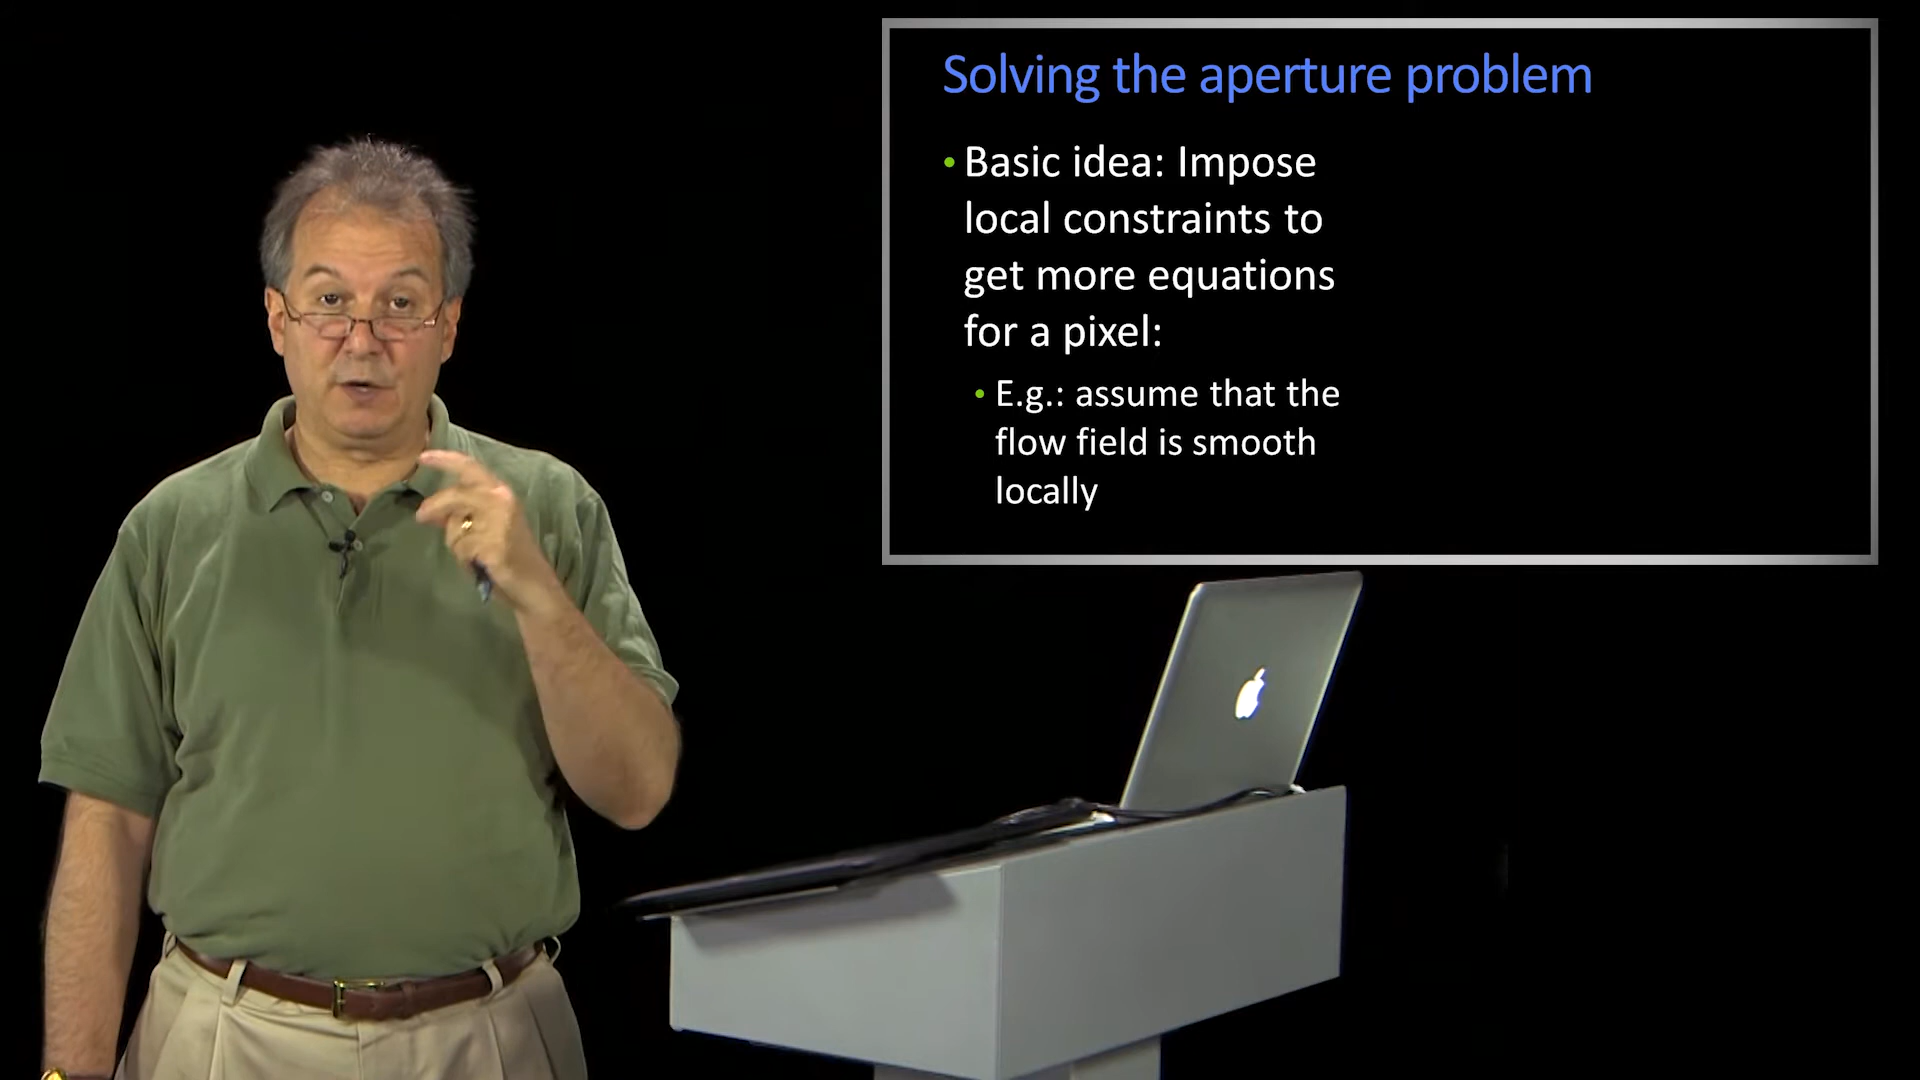 Solving the aperture problem
• Basic idea: Impose
local constraints to
get more equations
for a pixel:
• E.g.: assume that the
flow field is smooth
locally